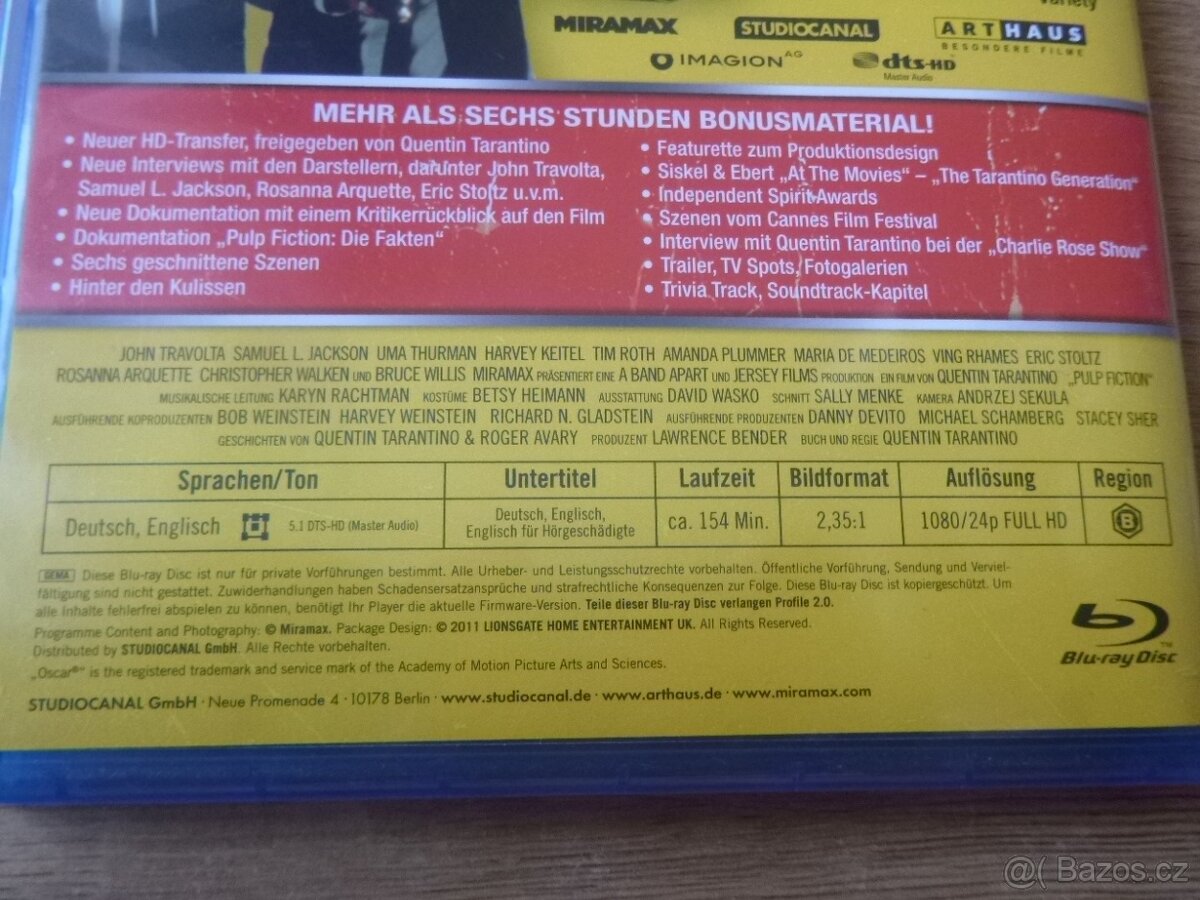 Variety
MIRAMAX STUDIOCANAL ARTHAUS
BESONDERE FILME
IMAGION AG dts-HD
Master Audio
MEHR ALS SECHS STUNDEN BONUSMATERIAL!
• Neuer HD-Transfer, freigegeben von Quentin Tarantino
• Neue Interviews mit den Darstellern, darunter John Travolta,
Samuel L. Jackson, Rosanna Arquette, Eric Stoltz u.v.m.
• Neue Dokumentation mit einem Kritikerrückblick auf den Film
• Dokumentation „Pulp Fiction: Die Fakten“
• Sechs geschnittene Szenen
• Hinter den Kulissen
• Featurette zum Produktionsdesign
• Siskel & Ebert „At The Movies“ – „The Tarantino Generation“
• Independent Spirit Awards
• Szenen vom Cannes Film Festival
• Interview mit Quentin Tarantino bei der „Charlie Rose Show“
• Trailer, TV Spots, Fotogalerien
• Trivia Track, Soundtrack-Kapitel
JOHN TRAVOLTA SAMUEL L. JACKSON UMA THURMAN HARVEY KEITEL TIM ROTH AMANDA PLUMMER MARIA DE MEDEIROS VING RHAMES ERIC STOLTZ
ROSANNA ARQUETTE CHRISTOPHER WALKEN UND BRUCE WILLIS MIRAMAX PRÄSENTIERT EINE A BAND APART UND JERSEY FILMS PRODUKTION EIN FILM VON QUENTIN TARANTINO „PULP FICTION“
MUSIKALISCHE LEITUNG KARYN RACHTMAN KOSTÜME BETSY HEIMANN AUSSTATTUNG DAVID WASKO SCHNITT SALLY MENKE KAMERA ANDRZEJ SEKULA
AUSFÜHRENDE KOPRODUZENTEN BOB WEINSTEIN HARVEY WEINSTEIN RICHARD N. GLADSTEIN AUSFÜHRENDE PRODUZENTEN DANNY DEVITO MICHAEL SCHAMBERG STACEY SHER
GESCHICHTEN VON QUENTIN TARANTINO & ROGER AVARY PRODUZENT LAWRENCE BENDER BUCH UND REGIE QUENTIN TARANTINO
Sprachen/Ton Untertitel Laufzeit Bildformat Auflösung Region
Deutsch, Englisch 5.1 DTS-HD (Master Audio) Deutsch, Englisch, Englisch für Hörgeschädigte ca. 154 Min. 2,35:1 1080/24p FULL HD B
GEMA Diese Blu-ray Disc ist nur für private Vorführungen bestimmt. Alle Urheber- und Leistungsschutzrechte vorbehalten. Öffentliche Vorführung, Sendung und Verviel-
fältigung sind nicht gestattet. Zuwiderhandlungen haben Schadensersatzansprüche und strafrechtliche Konsequenzen zur Folge. Diese Blu-ray Disc ist kopiergeschützt. Um
alle Inhalte fehlerfrei abspielen zu können, benötigt Ihr Player die aktuelle Firmware-Version. Teile dieser Blu-ray Disc verlangen Profile 2.0.
Programme Content and Photography: © Miramax. Package Design: © 2011 LIONSGATE HOME ENTERTAINMENT UK. All Rights Reserved.
Distributed by STUDIOCANAL GmbH. Alle Rechte vorbehalten.
„Oscar®“ is the registered trademark and service mark of the Academy of Motion Picture Arts and Sciences.
STUDIOCANAL GmbH · Neue Promenade 4 · 10178 Berlin · www.studiocanal.de · www.arthaus.de · www.miramax.com
Blu-ray Disc™
@( Bazos.cz